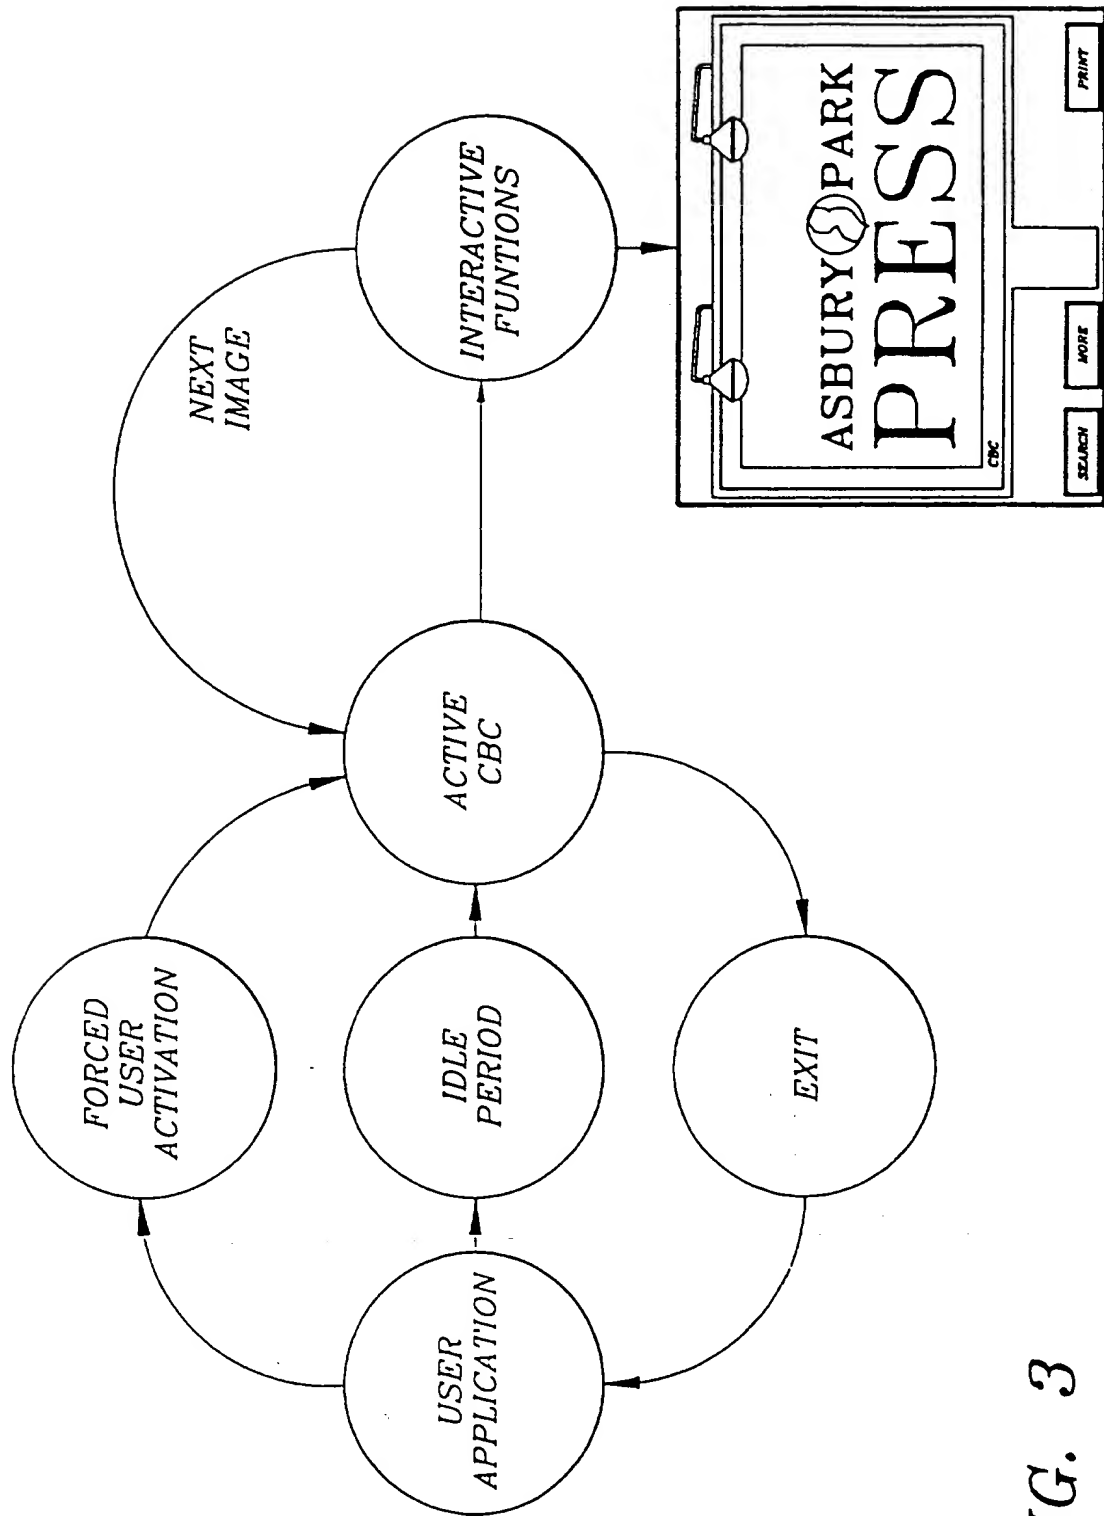 FORCED
USER
ACTIVATION
NEXT
IMAGE
USER
APPLICATION
IDLE
PERIOD
ACTIVE
CBC
INTERACTIVE
FUNTIONS
EXIT
ASBURY PARK
PRESS
CBC
SEARCH
MORE
PRINT
IG. 3